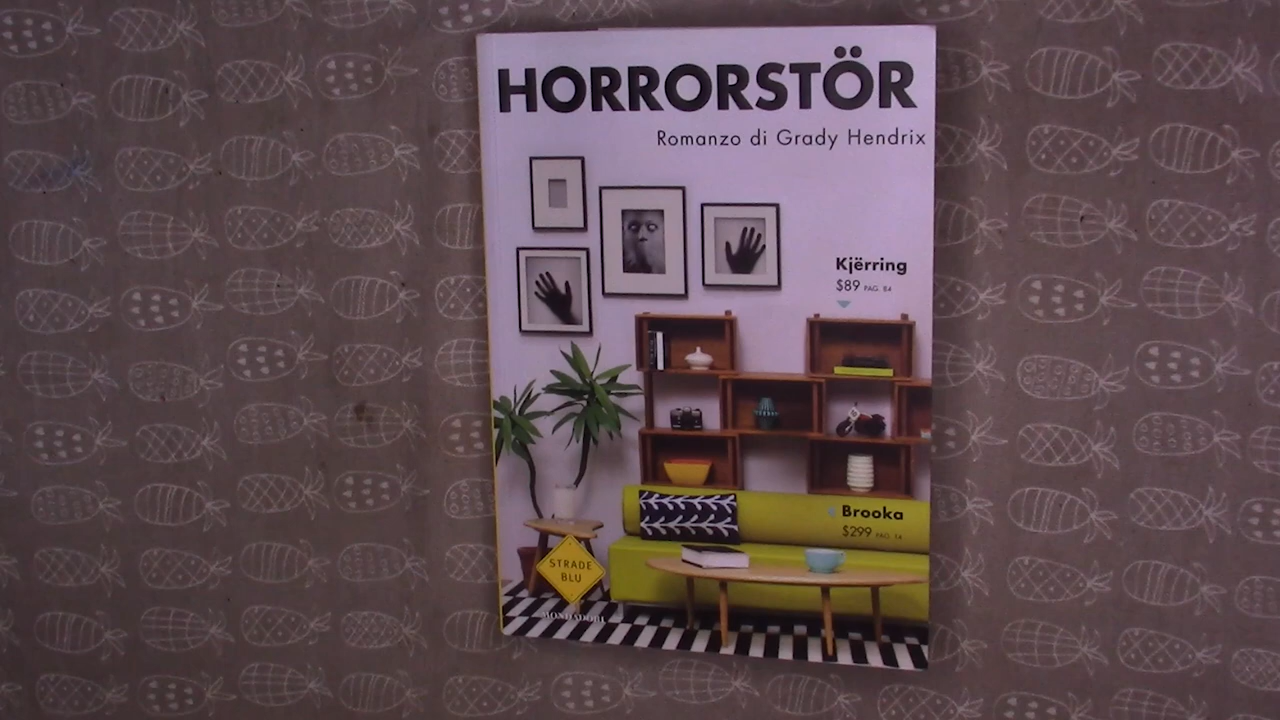 HORRORSTÖR
Romanzo di Grady Hendrix
Kjërring
$89 PAG. 84
Brooka
$299 PAG. 14
STRADE
BLU
MONDADORI